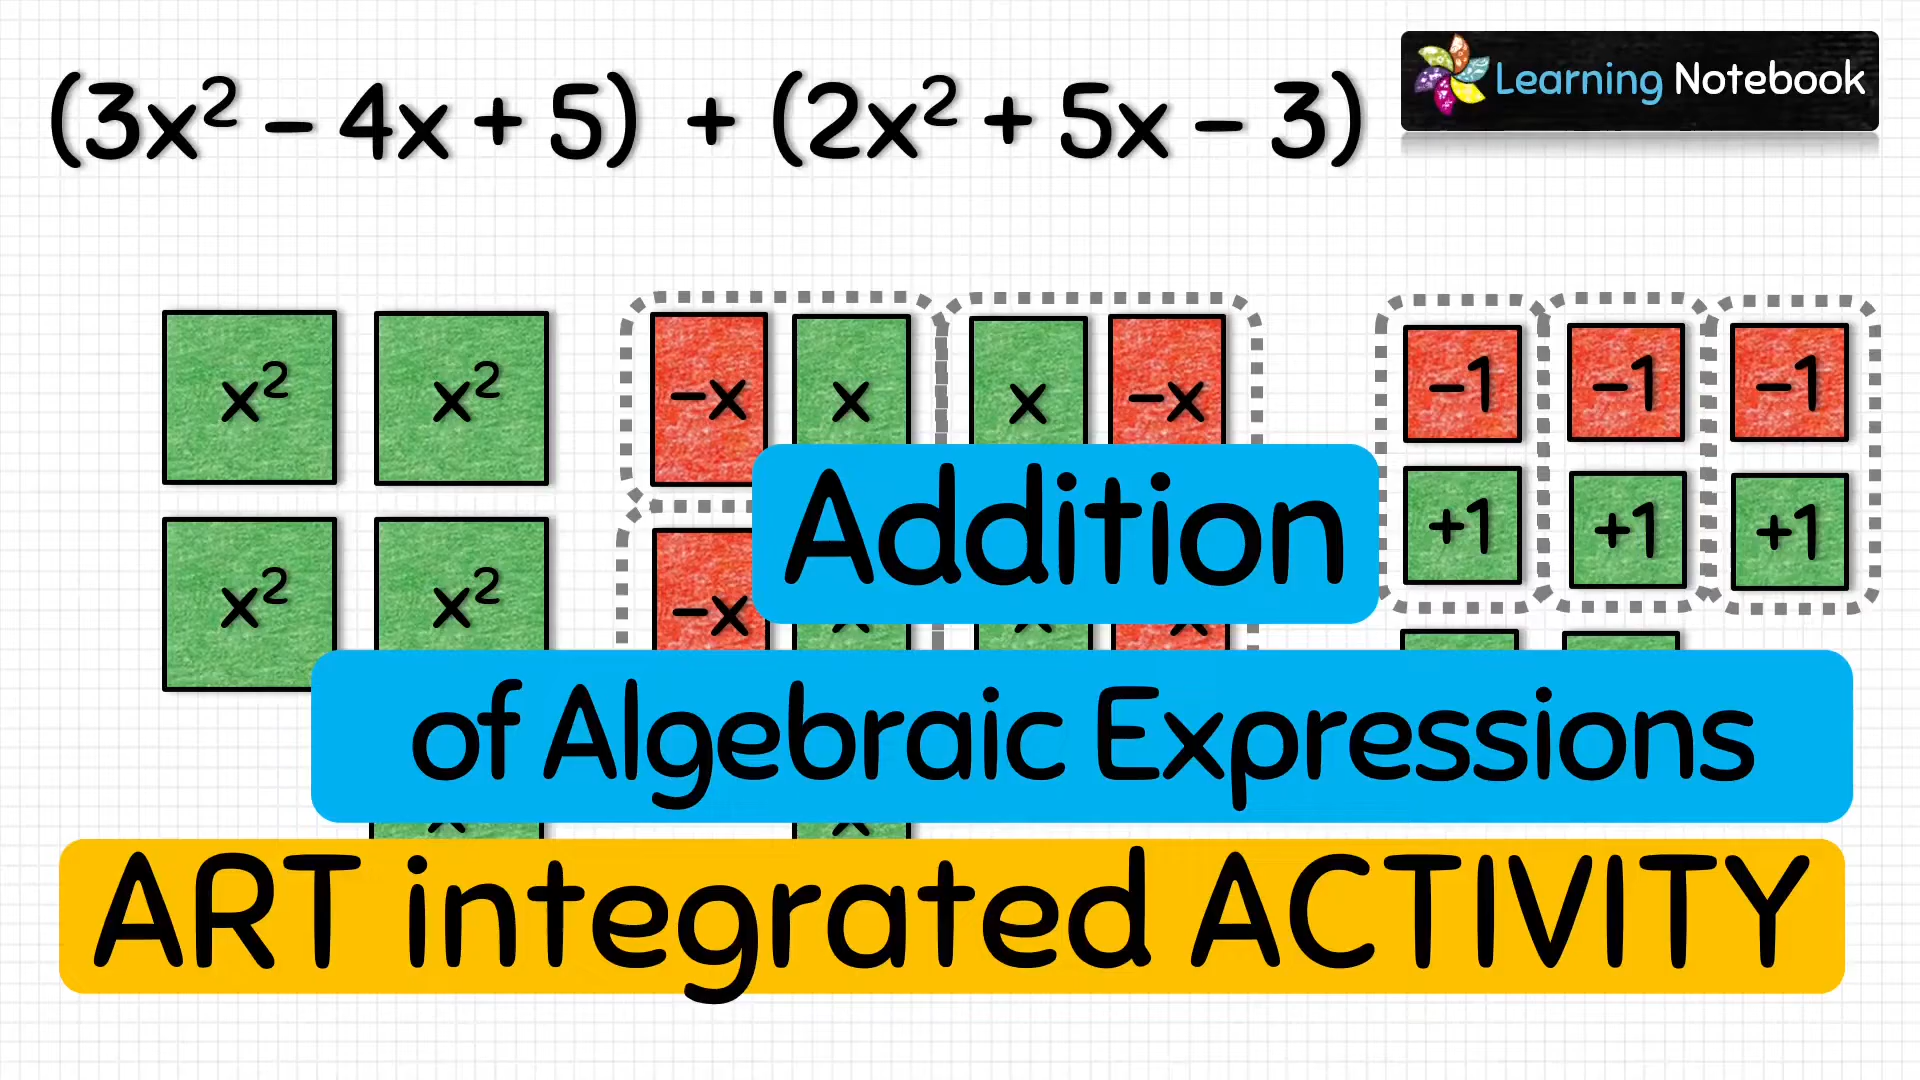 (3x² – 4x + 5) + (2x² + 5x – 3)
Learning Notebook
x² x² –x x x –x –1 –1 –1
+1 +1 +1
x² x² –x
Addition
of Algebraic Expressions
ART integrated ACTIVITY